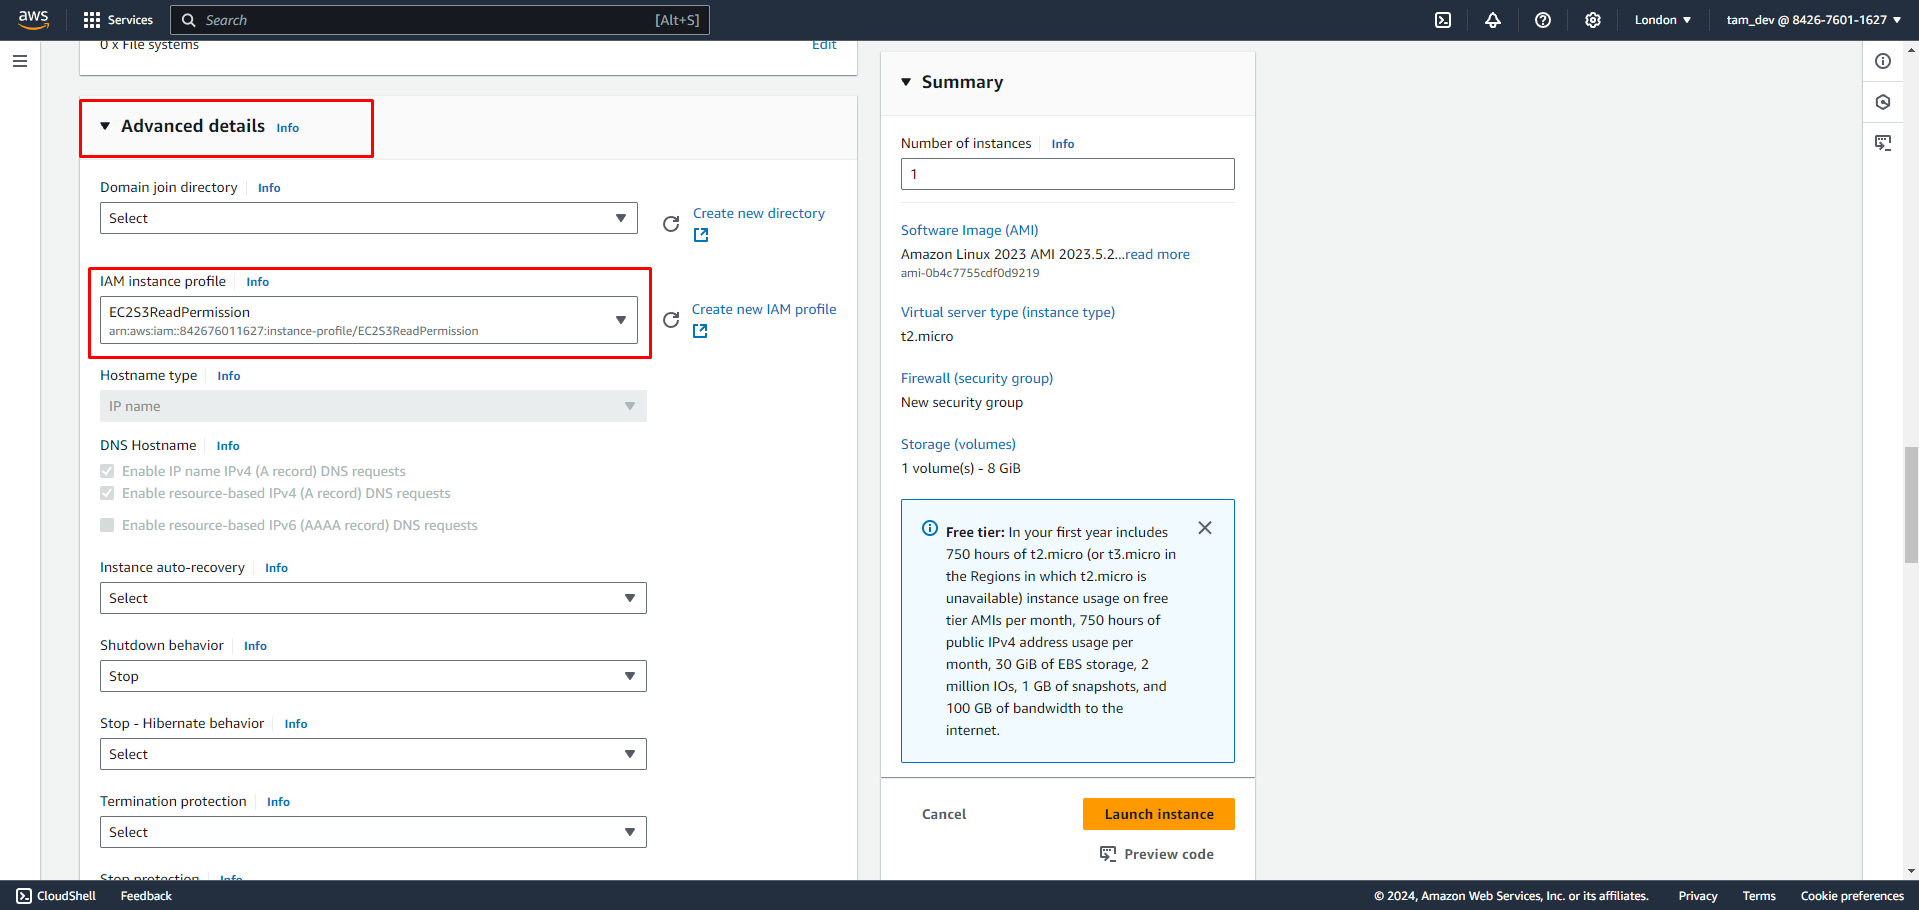 aws
Services
Search
[Alt+S]
London
tam_dev @ 8426-7601-1627
0 x File systems
Edit
Advanced details Info
Domain join directory Info
Select
Create new directory
IAM instance profile Info
EC2S3ReadPermission
arn:aws:iam::842676011627:instance-profile/EC2S3ReadPermission
Create new IAM profile
Hostname type Info
IP name
DNS Hostname Info
Enable IP name IPv4 (A record) DNS requests
Enable resource-based IPv4 (A record) DNS requests
Enable resource-based IPv6 (AAAA record) DNS requests
Instance auto-recovery Info
Select
Shutdown behavior Info
Stop
Stop - Hibernate behavior Info
Select
Termination protection Info
Select
Stop protection Info
Summary
Number of instances Info
1
Software Image (AMI)
Amazon Linux 2023 AMI 2023.5.2...read more
ami-0b4c7755cdf0d9219
Virtual server type (instance type)
t2.micro
Firewall (security group)
New security group
Storage (volumes)
1 volume(s) - 8 GiB
Free tier: In your first year includes
750 hours of t2.micro (or t3.micro in
the Regions in which t2.micro is
unavailable) instance usage on free
tier AMIs per month, 750 hours of
public IPv4 address usage per
month, 30 GiB of EBS storage, 2
million IOs, 1 GB of snapshots, and
100 GB of bandwidth to the
internet.
Cancel
Launch instance
Preview code
CloudShell
Feedback
© 2024, Amazon Web Services, Inc. or its affiliates.
Privacy
Terms
Cookie preferences